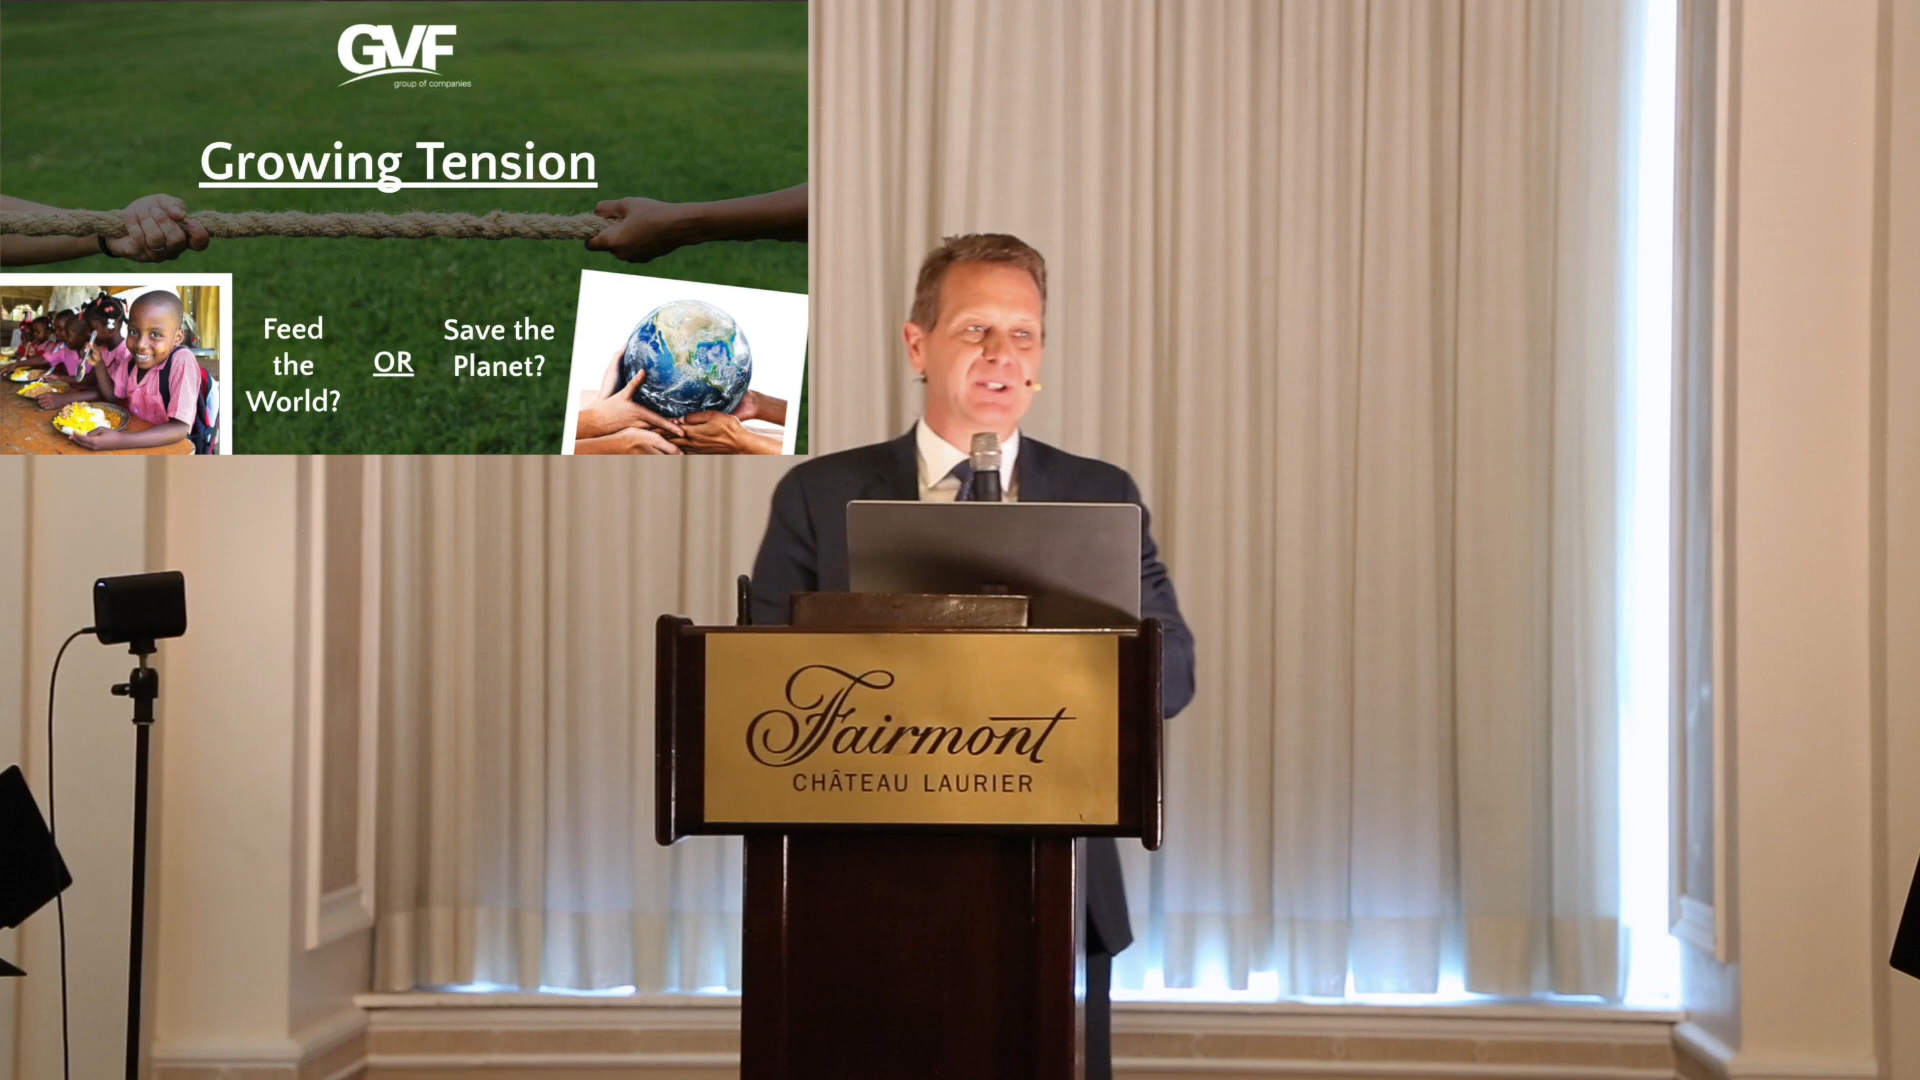 GVF
group of companies
Growing Tension
Feed
the
World?
OR
Save the
Planet?
Fairmont
CHÂTEAU LAURIER